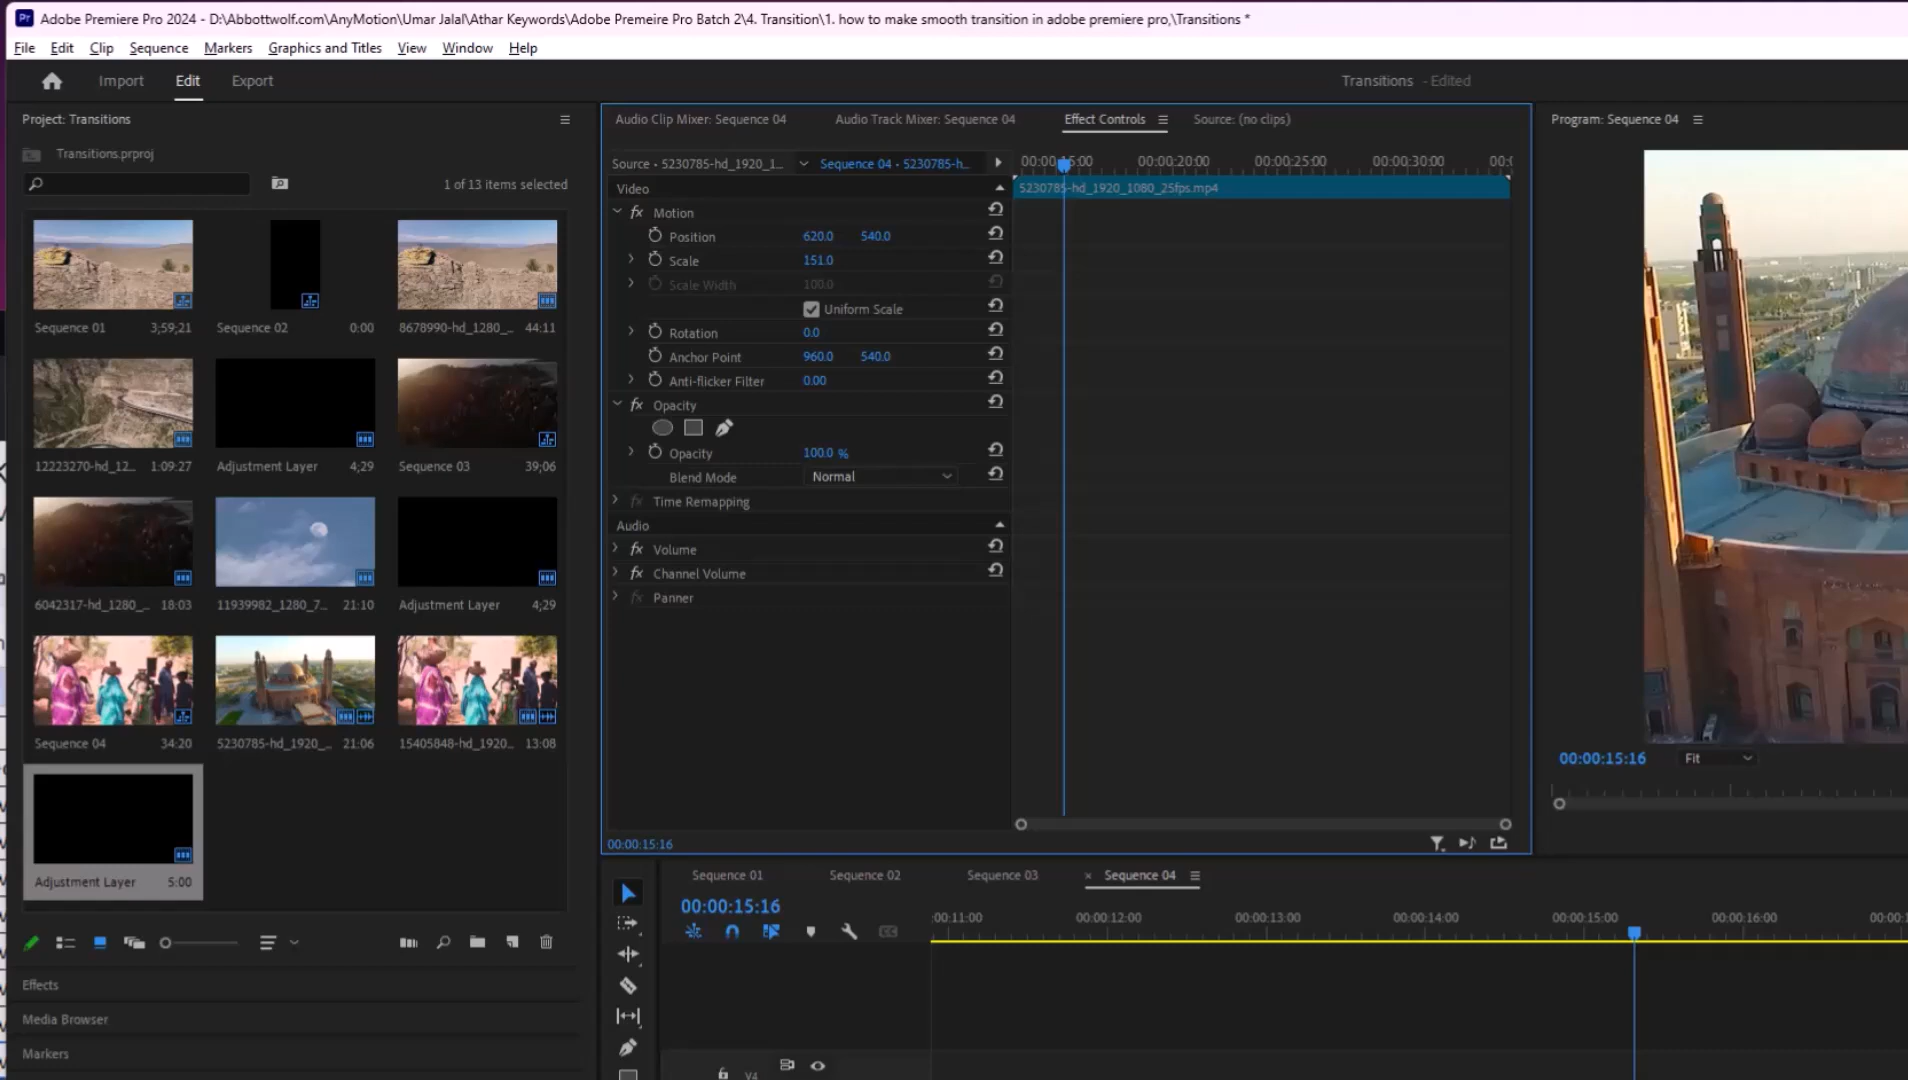 Adobe Premiere Pro 2024 - D:\Abbottwolf.com\AnyMotion\Umar Jalal\Athar Keywords\Adobe Premeire Pro Batch 2\4. Transition\1. how to make smooth transition in adobe premiere pro,\Transitions *
File Edit Clip Sequence Markers Graphics and Titles View Window Help
Import Edit Export
Transitions - Edited
Project: Transitions
Transitions.prproj
1 of 13 items selected
Sequence 01 3;59;21
Sequence 02 0:00
8678990-hd_1280_... 44:11
12223270-hd_12... 1:09:27
Adjustment Layer 4;29
Sequence 03 39;06
6042317-hd_1280_... 18:03
11939982_1280_7... 21:10
Adjustment Layer 4;29
Sequence 04 34:20
5230785-hd_1920_... 21:06
15405848-hd_1920... 13:08
Adjustment Layer 5:00
Effects
Media Browser
Markers
Audio Clip Mixer: Sequence 04 Audio Track Mixer: Sequence 04 Effect Controls Source: (no clips)
Source • 5230785-hd_1920_1... Sequence 04 • 5230785-h...
00:00:15:00 00:00:20:00 00:00:25:00 00:00:30:00 00:0
5230785-hd_1920_1080_25fps.mp4
Video
fx Motion
Position 620.0 540.0
Scale 151.0
Scale Width 100.0
Uniform Scale
Rotation 0.0
Anchor Point 960.0 540.0
Anti-flicker Filter 0.00
fx Opacity
Opacity 100.0 %
Blend Mode Normal
fx Time Remapping
Audio
fx Volume
fx Channel Volume
fx Panner
00:00:15:16
Program: Sequence 04
00:00:15:16 Fit
Sequence 01 Sequence 02 Sequence 03 × Sequence 04
00:00:15:16
:00:11:00 00:00:12:00 00:00:13:00 00:00:14:00 00:00:15:00 00:00:16:00 00:00:1
V4